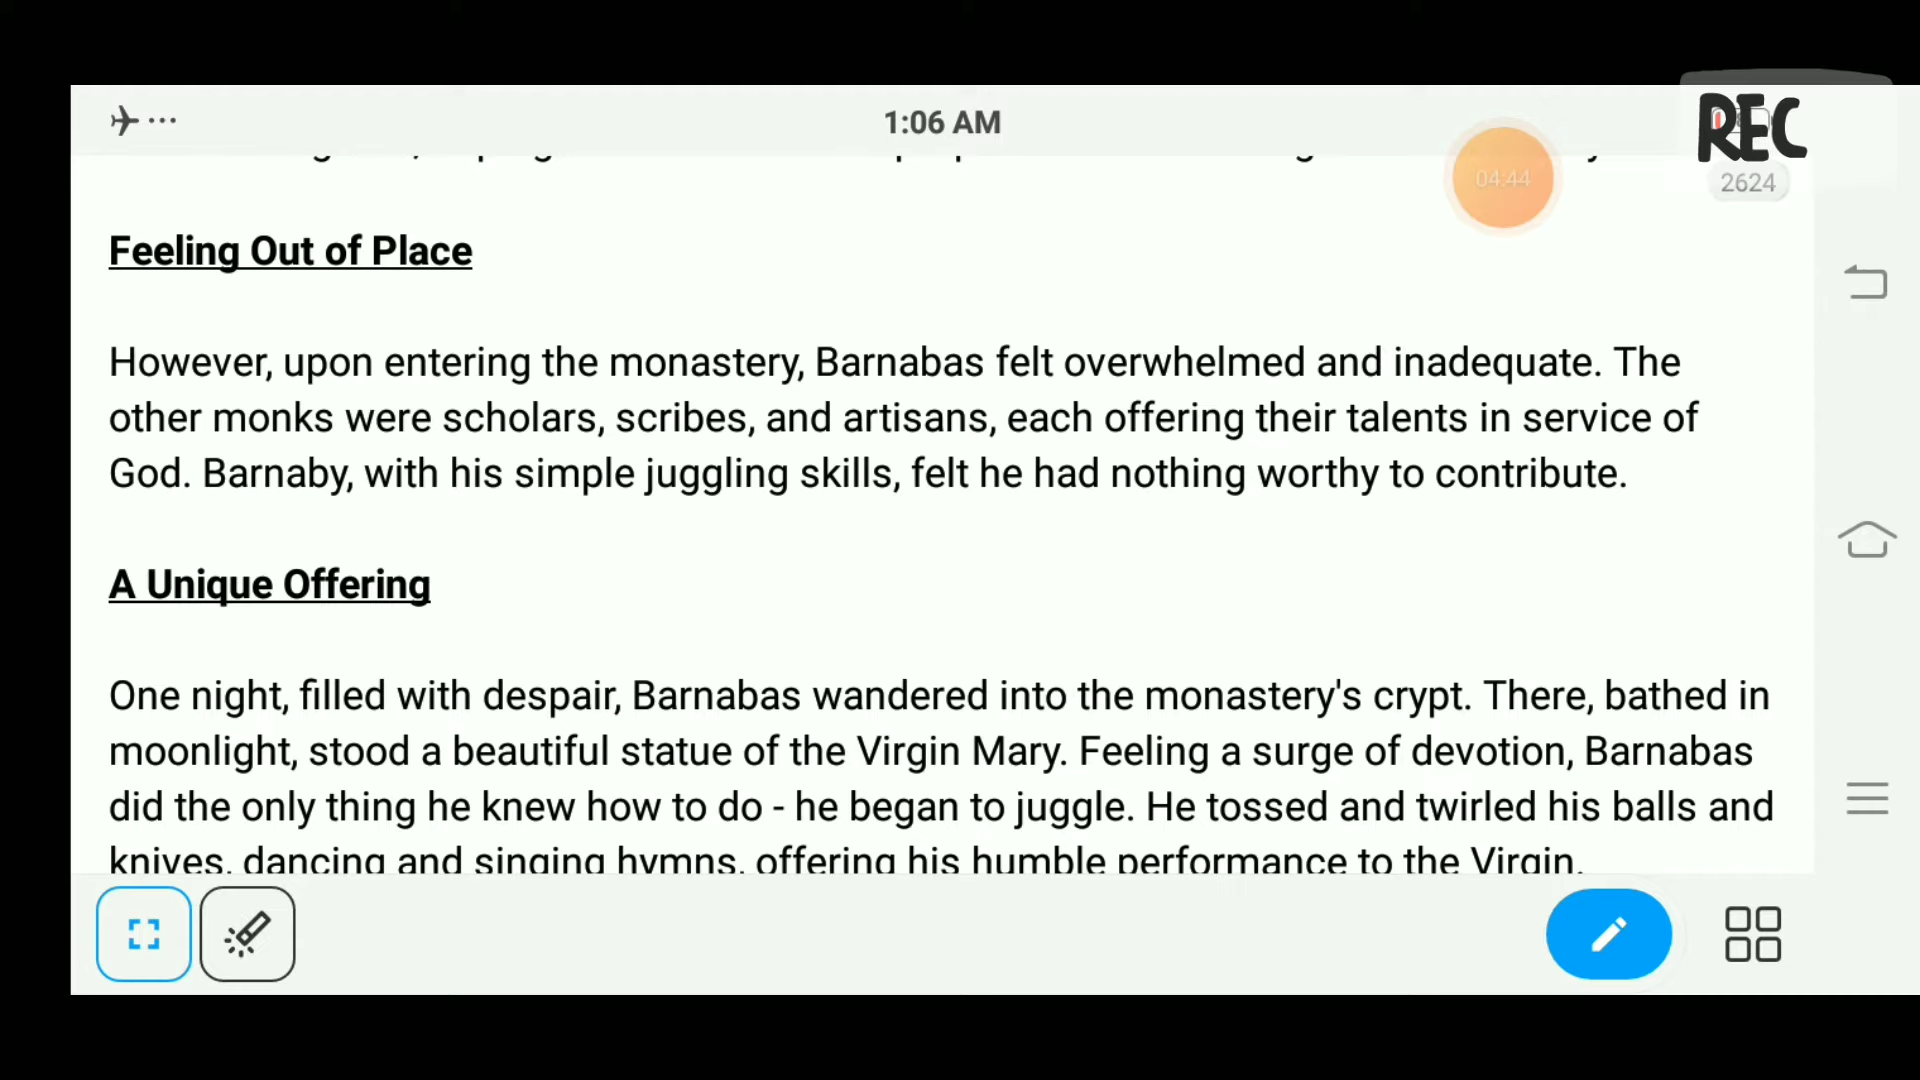 1:06 AM
REC
04:44
2624
Feeling Out of Place
However, upon entering the monastery, Barnabas felt overwhelmed and inadequate. The
other monks were scholars, scribes, and artisans, each offering their talents in service of
God. Barnaby, with his simple juggling skills, felt he had nothing worthy to contribute.
A Unique Offering
One night, filled with despair, Barnabas wandered into the monastery's crypt. There, bathed in
moonlight, stood a beautiful statue of the Virgin Mary. Feeling a surge of devotion, Barnabas
did the only thing he knew how to do - he began to juggle. He tossed and twirled his balls and
knives, dancing and singing hymns, offering his humble performance to the Virgin.